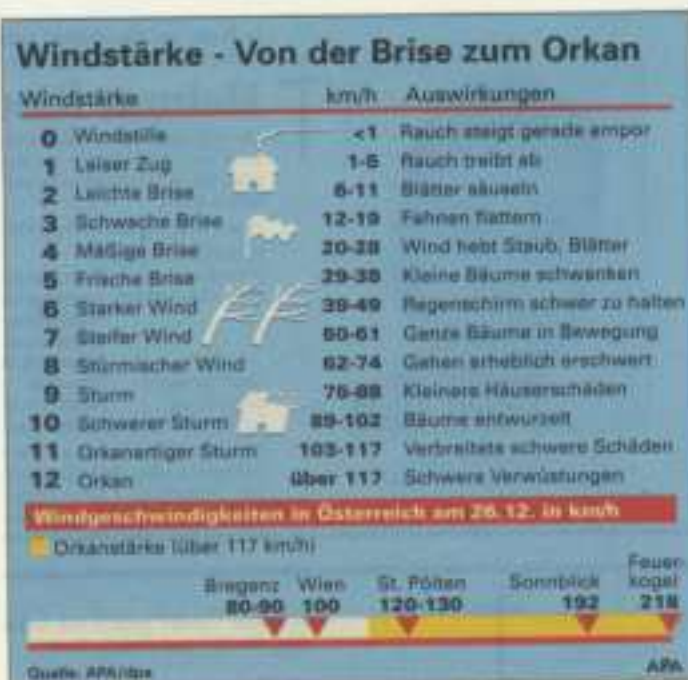 Windstärke - Von der Brise zum Orkan
Windstärke km/h Auswirkungen
0 Windstille <1 Rauch steigt gerade empor
1 Leiser Zug 1-5 Rauch treibt ab
2 Leichte Brise 6-11 Blätter säuseln
3 Schwache Brise 12-19 Fahnen flattern
4 Mäßige Brise 20-28 Wind hebt Staub, Blätter
5 Frische Brise 29-38 Kleine Bäume schwanken
6 Starker Wind 39-49 Regenschirm schwer zu halten
7 Steifer Wind 50-61 Ganze Bäume in Bewegung
8 Stürmischer Wind 62-74 Gehen erheblich erschwert
9 Sturm 75-88 Kleinere Häuserschäden
10 Schwerer Sturm 89-102 Bäume entwurzelt
11 Orkanartiger Sturm 103-117 Verbreitete schwere Schäden
12 Orkan über 117 Schwere Verwüstungen
Windgeschwindigkeiten in Österreich am 26.12. in km/h
Orkanstärke (über 117 km/h)
Bregenz Wien St. Pölten Sonnblick Feuer-
kogel
80-90 100 120-130 192 218
Quelle: APA/dpa APA